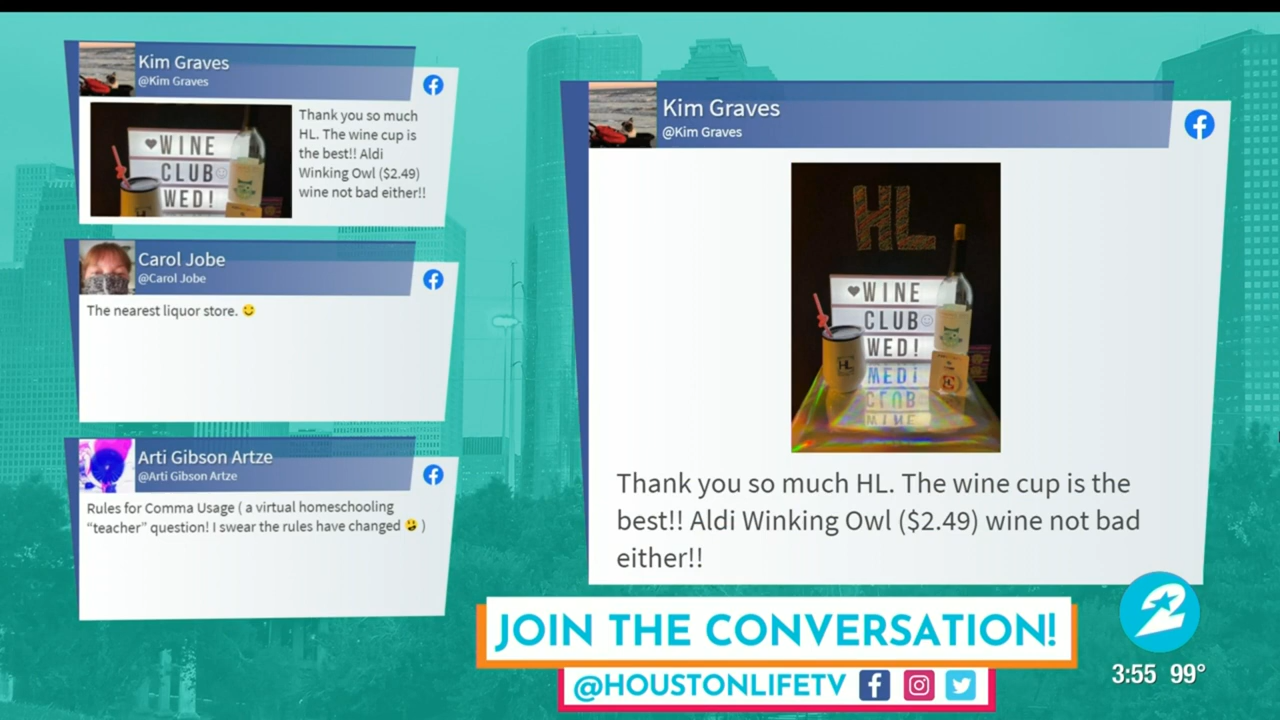 Kim Graves
@Kim Graves
WINE
CLUB
WED!
Thank you so much
HL. The wine cup is
the best!! Aldi
Winking Owl ($2.49)
wine not bad either!!
Carol Jobe
@Carol Jobe
The nearest liquor store.
Arti Gibson Artze
@Arti Gibson Artze
Rules for Comma Usage ( a virtual homeschooling
“teacher” question! I swear the rules have changed 🤪 )
Kim Graves
@Kim Graves
HL
WINE
CLUB
WED!
HL
Thank you so much HL. The wine cup is the
best!! Aldi Winking Owl ($2.49) wine not bad
either!!
JOIN THE CONVERSATION!
@HOUSTONLIFETV
2
3:55 99°